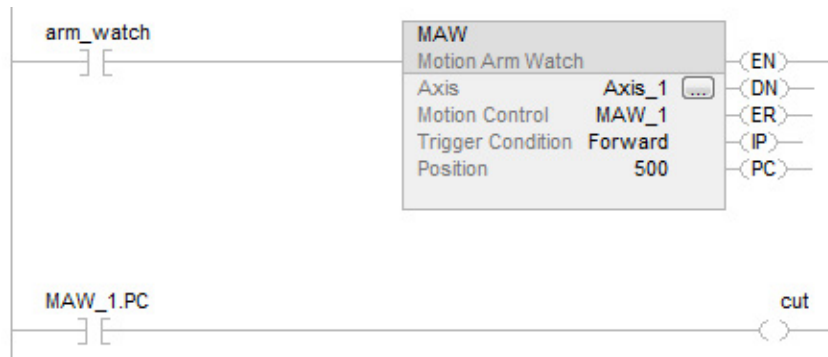 arm_watch
MAW
Motion Arm Watch
EN
Axis Axis_1 ...
DN
Motion Control MAW_1
ER
Trigger Condition Forward
IP
Position 500
PC
MAW_1.PC
cut